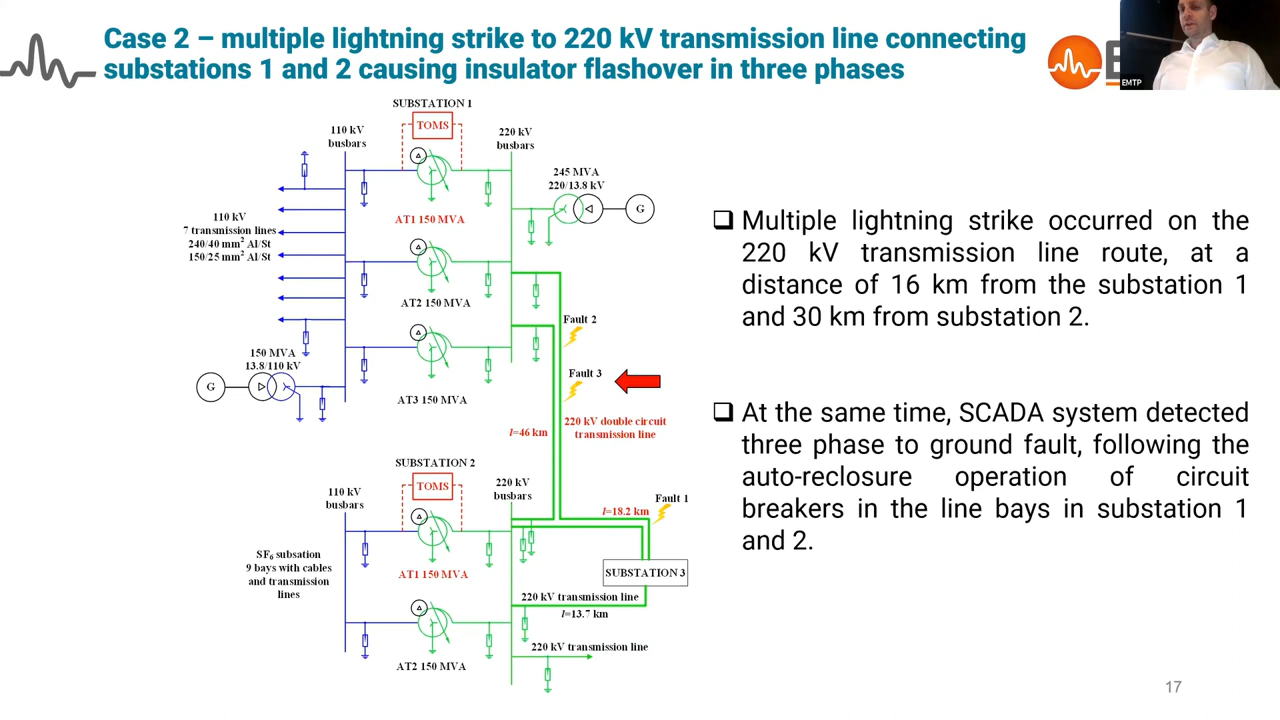 Case 2 – multiple lightning strike to 220 kV transmission line connecting
substations 1 and 2 causing insulator flashover in three phases
E
EMTP
SUBSTATION 1
TOMS
110 kV
busbars
220 kV
busbars
245 MVA
220/13.8 kV
G
AT1 150 MVA
110 kV
7 transmission lines
240/40 mm² Al/St
150/25 mm² Al/St
AT2 150 MVA
Fault 2
150 MVA
13.8/110 kV
G
Fault 3
AT3 150 MVA
220 kV double circuit
transmission line
l=46 km
SUBSTATION 2
TOMS
110 kV
busbars
220 kV
busbars
Fault 1
l=18.2 km
SF₆ subsation
9 bays with cables
and transmission
lines
AT1 150 MVA
SUBSTATION 3
220 kV transmission line
l=13.7 km
220 kV transmission line
AT2 150 MVA
❑ Multiple lightning strike occurred on the
220 kV transmission line route, at a
distance of 16 km from the substation 1
and 30 km from substation 2.
❑ At the same time, SCADA system detected
three phase to ground fault, following the
auto-reclosure operation of circuit
breakers in the line bays in substation 1
and 2.
17